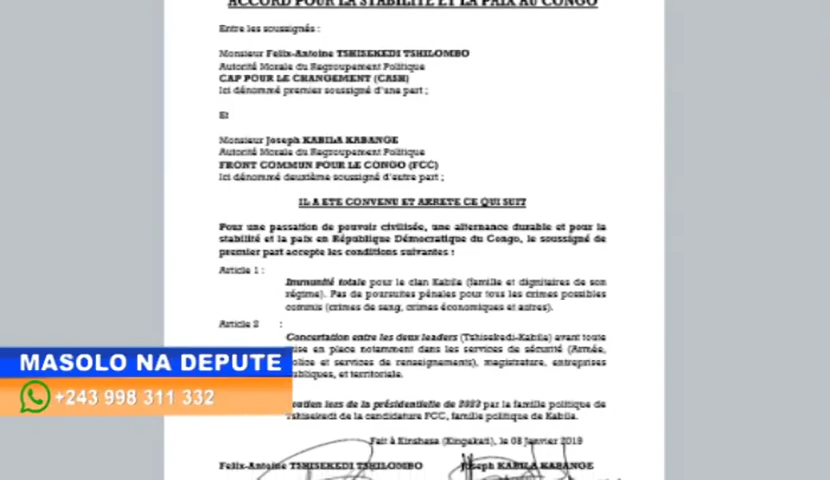 ACCORD POUR LA STABILITE ET LA PAIX AU CONGO
Entre les soussignés :
Monsieur Felix-Antoine TSHISEKEDI TSHILOMBO
Autorité Morale du Regroupement Politique
CAP POUR LE CHANGEMENT (CASH)
Ici dénommé premier soussigné d'une part ;
Et
Monsieur Joseph KABILA KABANGE
Autorité Morale du Regroupement Politique
FRONT COMMUN POUR LE CONGO (FCC)
Ici dénommé deuxième soussigné d'autre part ;
IL A ETE CONVENU ET ARRETE CE QUI SUIT
Pour une passation de pouvoir civilisée, une alternance durable et pour la
stabilité et la paix en République Démocratique du Congo, le soussigné de
premier part accepte les conditions suivantes :
Article 1 :
Immunité totale pour le clan Kabila (famille et dignitaires de son
régime). Pas de poursuites pénales pour tous les crimes possibles
commis (crimes de sang, crimes économiques et autres).
Article 2 :
Concertation entre les deux leaders (Tshisekedi-Kabila) avant toute
mise en place notamment dans les services de sécurité (Armée,
police et services de renseignements), magistrature, entreprises
publiques, et territoriale.
lors de la présidentielle de 2023 par la famille politique de
Tshisekedi de la candidature FCC, famille politique de Kabila.
Fait à Kinshasa (Kingakati), le 08 Janvier 2019
Felix-Antoine TSHISEKEDI TSHILOMBO Joseph KABILA KABANGE
MASOLO NA DEPUTE
+243 998 311 332